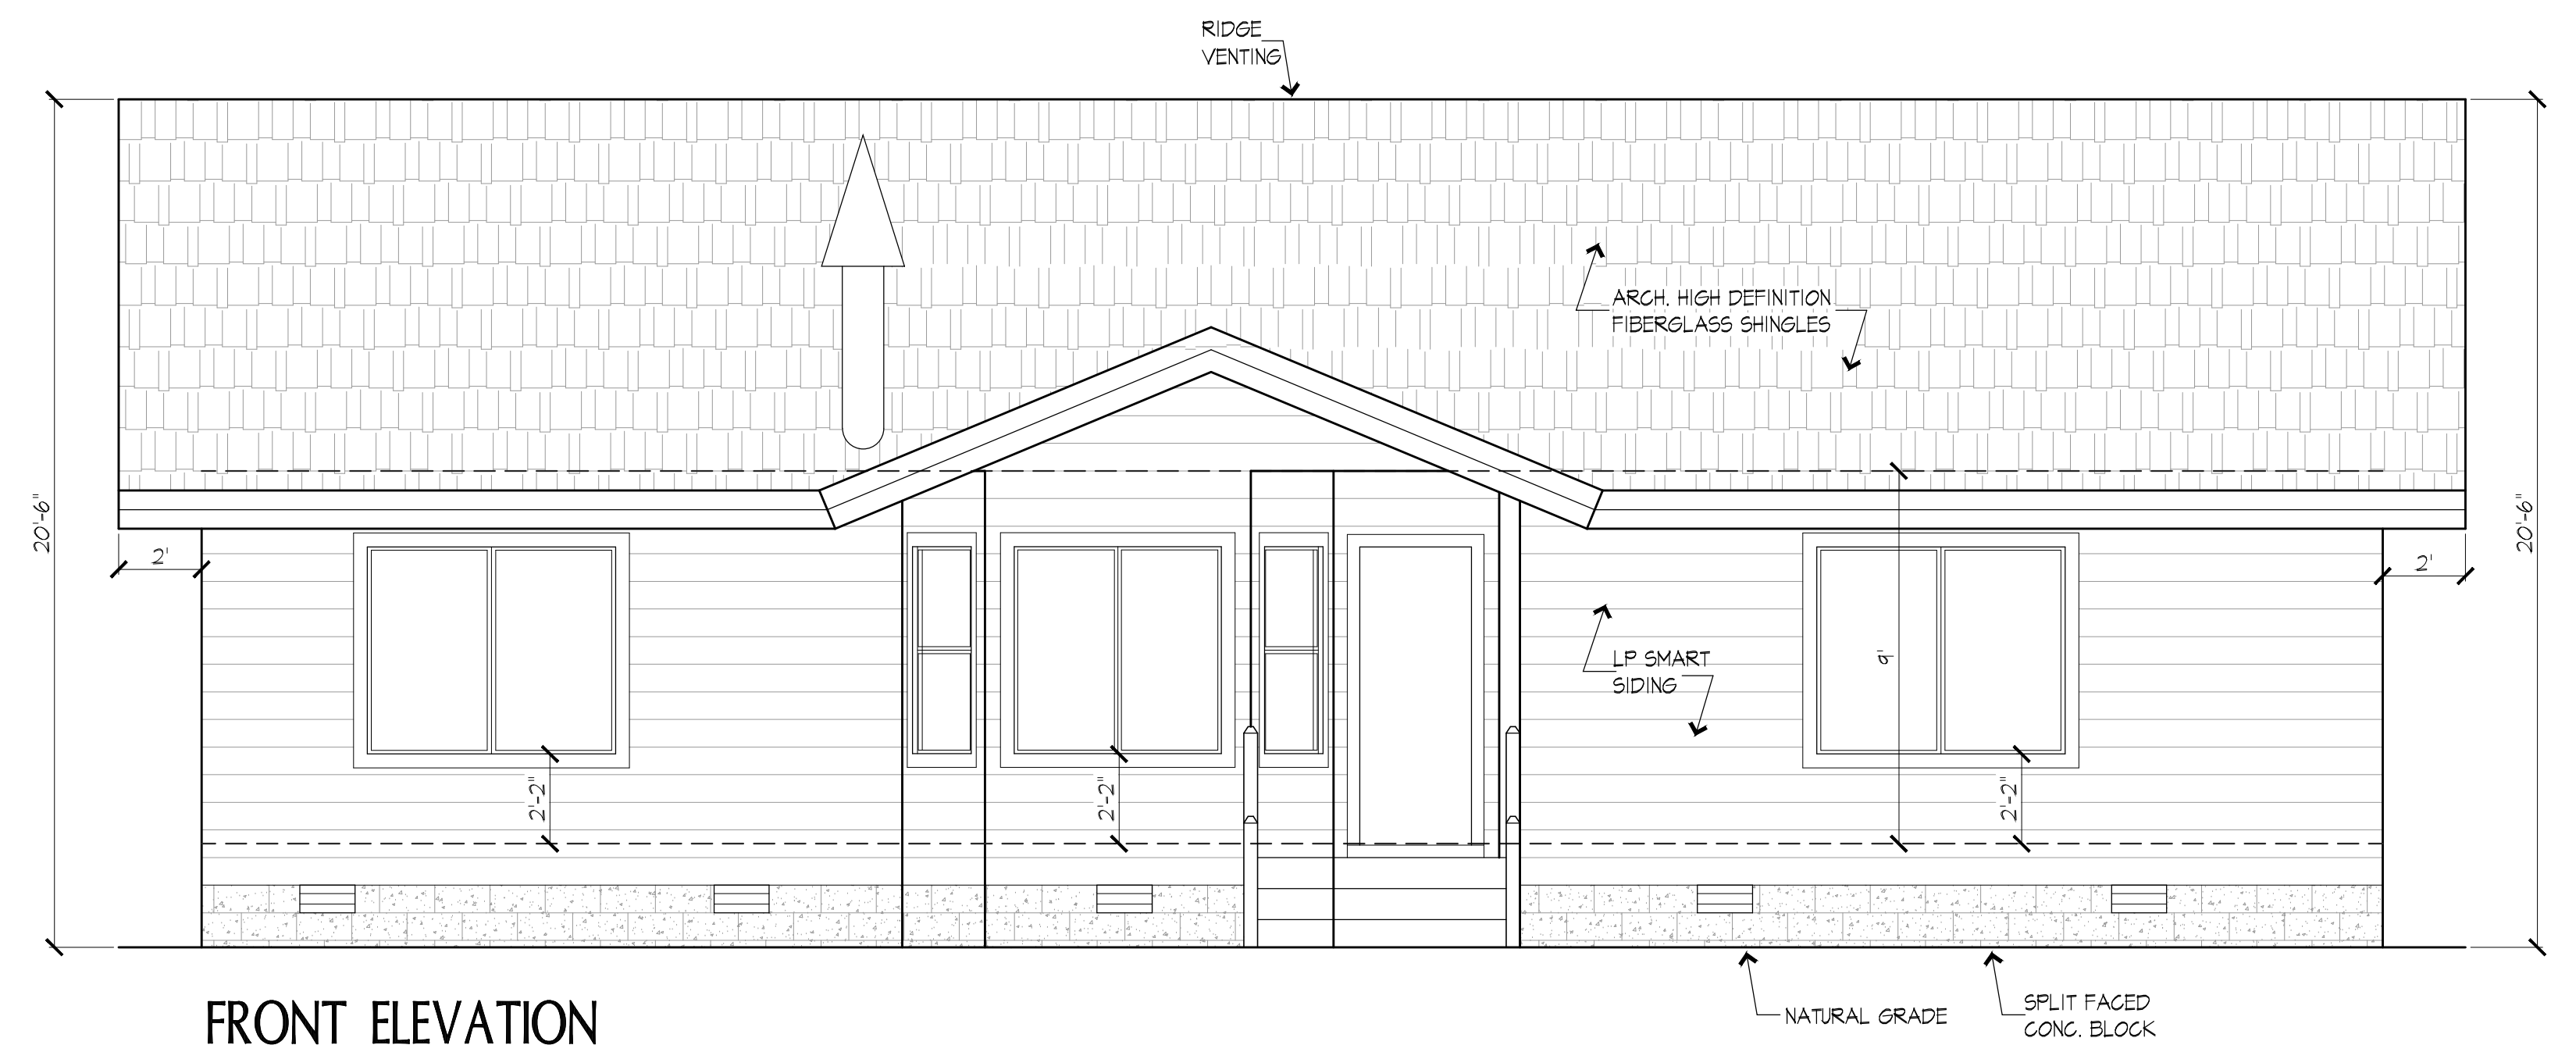 RIDGE
VENTING
ARCH. HIGH DEFINITION
FIBERGLASS SHINGLES
20'-6"
20'-6"
2'
2'
LP SMART
SIDING
9'
2'-2"
2'-2"
2'-2"
FRONT ELEVATION
NATURAL GRADE
SPLIT FACED
CONC. BLOCK